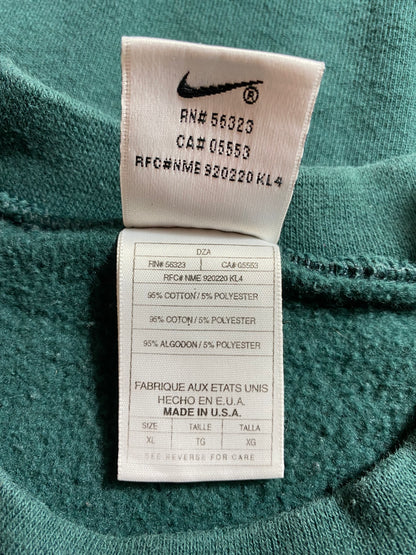 ®
RN# 56323
CA# 05553
RFC#NME 920220 KL4
DZA
RN# 56323 CA# 05553
RFC# NME 920220 KL4
95% COTTON / 5% POLYESTER
95% COTON / 5% POLYESTER
95% ALGODON / 5% POLYESTER
FABRIQUE AUX ETATS UNIS
HECHO EN E.U.A.
MADE IN U.S.A.
SIZE TAILLE TALLA
XL TG XG
SEE REVERSE FOR CARE